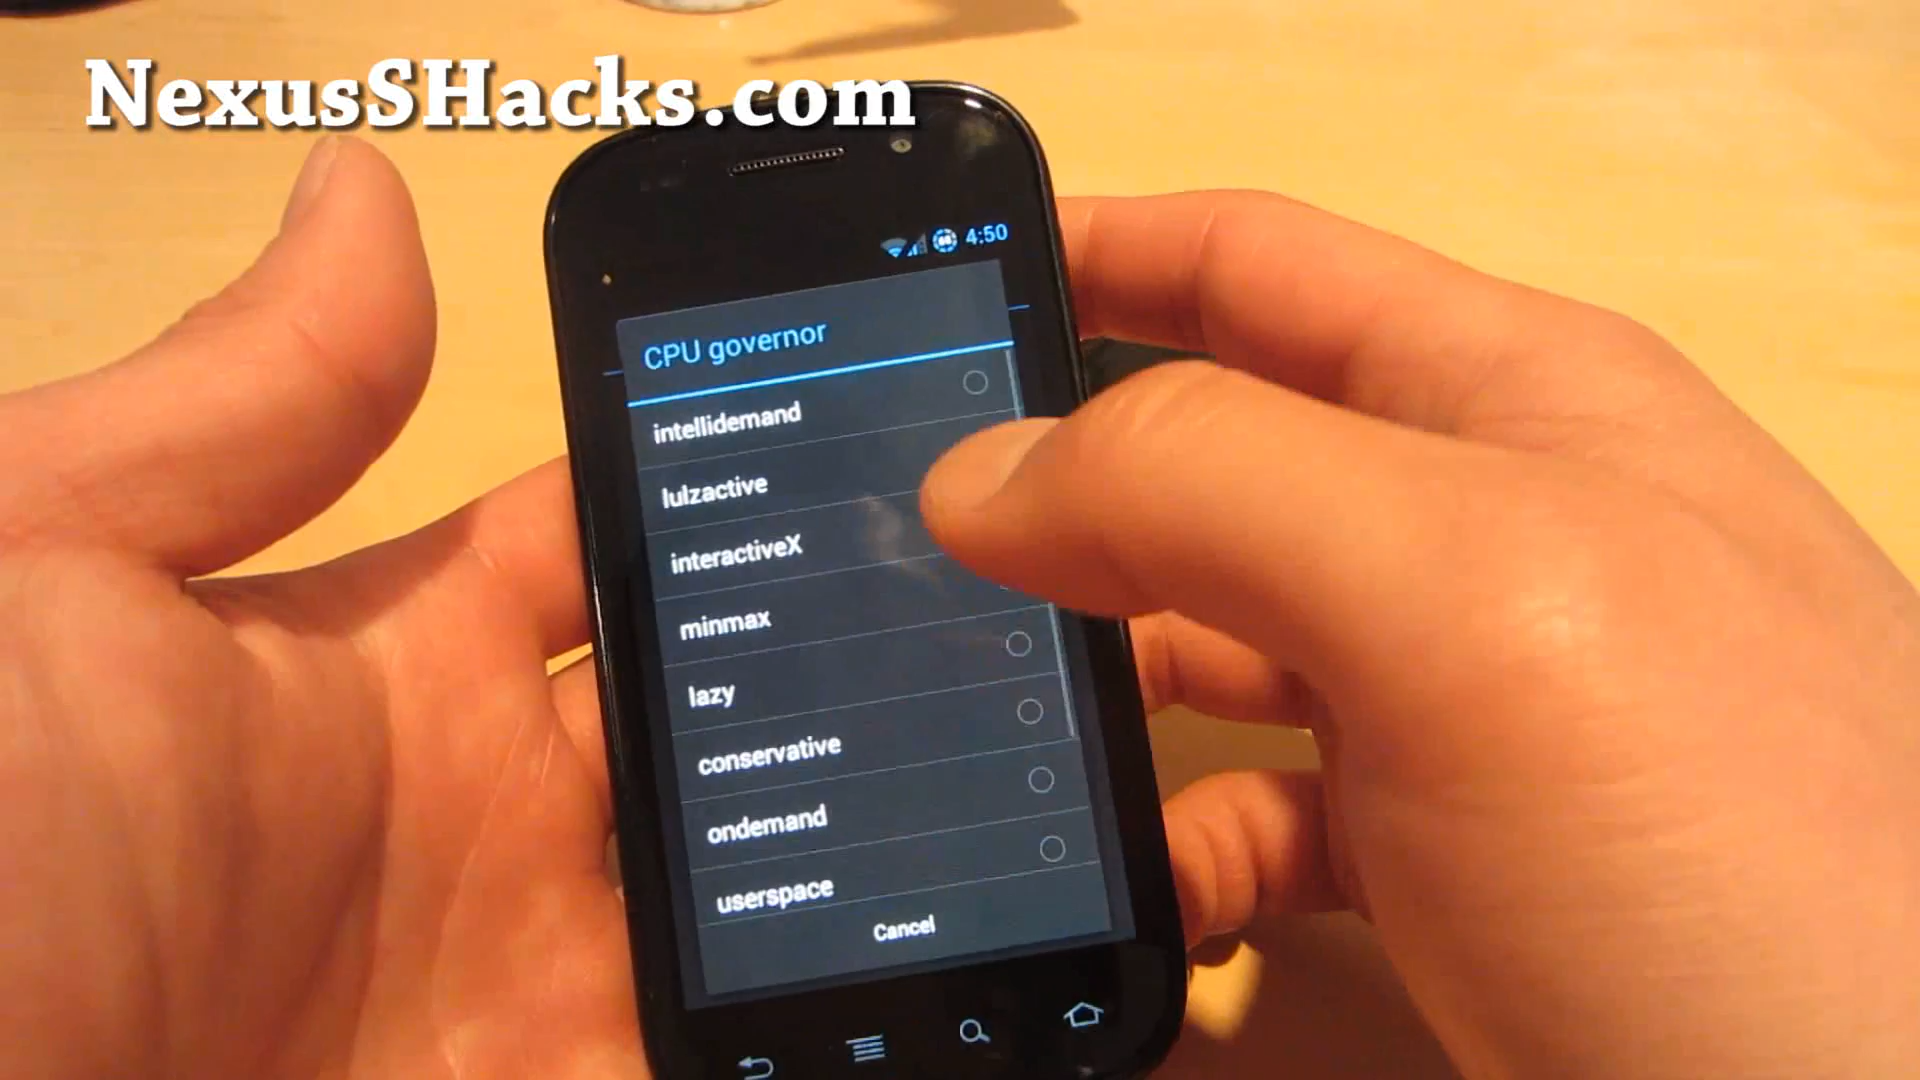 NexusSHacks.com
4:50
CPU governor
intellidemand
lulzactive
interactiveX
minmax
lazy
conservative
ondemand
userspace
Cancel